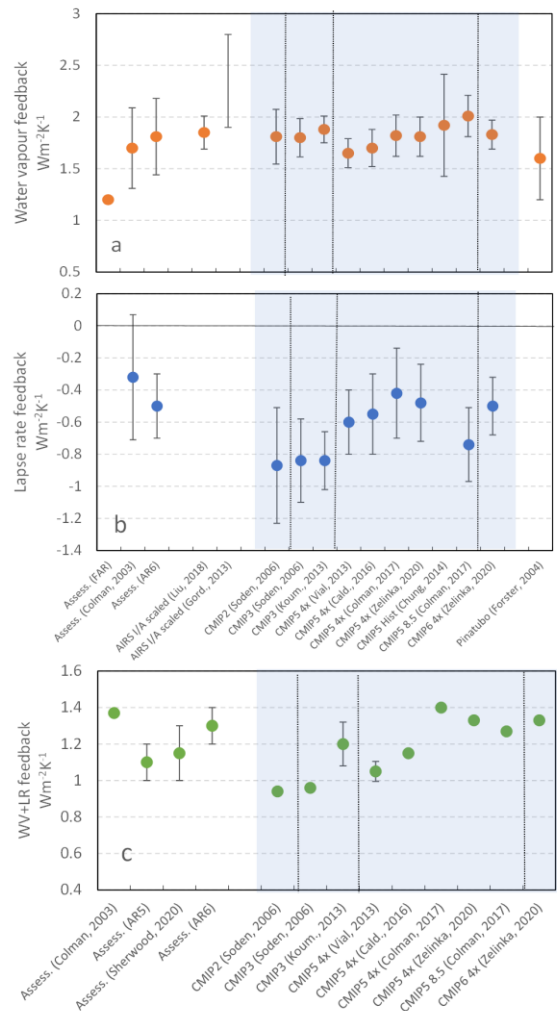 3
2.5
2
1.5
1
0.5
Water vapour feedback
Wm⁻²K⁻¹
a
0.2
0
-0.2
-0.4
-0.6
-0.8
-1
-1.2
-1.4
Lapse rate feedback
Wm⁻²K⁻¹
b
Assess. (FAR)
Assess. (Colman, 2003)
Assess. (AR6)
AIRS I/A scaled (Liu, 2018)
AIRS I/A scaled (Gord., 2013)
CMIP2 (Soden, 2006)
CMIP3 (Soden, 2006)
CMIP3 (Koum., 2013)
CMIP5 4x (Vial, 2013)
CMIP5 4x (Cald., 2016)
CMIP5 4x (Colman, 2017)
CMIP5 4x (Zelinka, 2020)
CMIP5 Hist (Chung, 2014)
CMIP5 8.5 (Colman, 2017)
CMIP6 4x (Zelinka, 2020)
Pinatubo (Forster, 2004)
1.6
1.4
1.2
1
0.8
0.6
0.4
WV+LR feedback
Wm⁻²K⁻¹
c
Assess. (Colman, 2003)
Assess. (AR5)
Assess. (Sherwood, 2020)
Assess. (AR6)
CMIP2 (Soden, 2006)
CMIP3 (Soden, 2006)
CMIP3 (Koum., 2013)
CMIP5 4x (Vial, 2013)
CMIP5 4x (Cald., 2016)
CMIP5 4x (Colman, 2017)
CMIP5 4x (Zelinka, 2020)
CMIP5 8.5 (Colman, 2017)
CMIP6 4x (Zelinka, 2020)